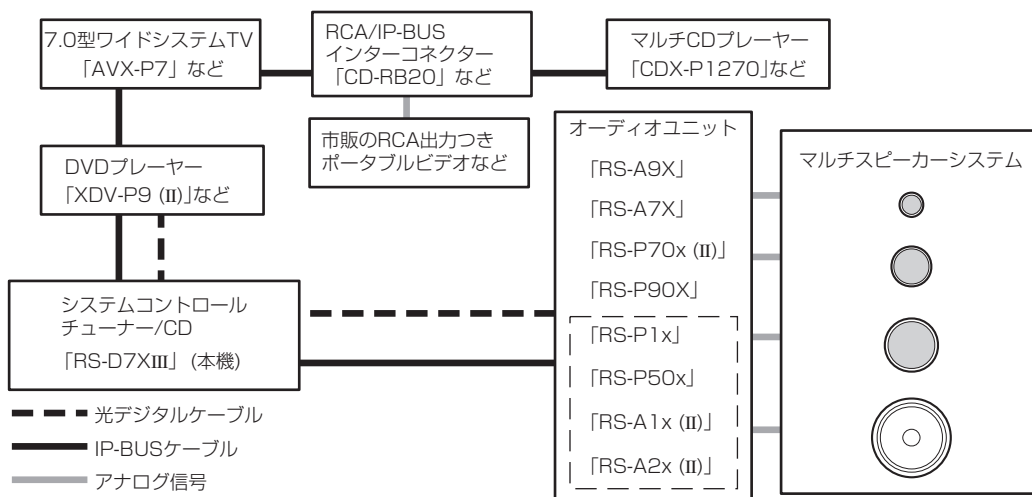 7.0型ワイドシステムTV
「AVX-P7」など
RCA/IP-BUS
インターコネクター
「CD-RB20」など
マルチCDプレーヤー
「CDX-P1270」など
市販のRCA出力つき
ポータブルビデオなど
DVDプレーヤー
「XDV-P9 (II)」など
システムコントロール
チューナー/CD
「RS-D7XIII」 (本機)
オーディオユニット
「RS-A9X」
「RS-A7X」
「RS-P70x (II)」
「RS-P90X」
「RS-P1x」
「RS-P50x」
「RS-A1x (II)」
「RS-A2x (II)」
マルチスピーカーシステム
光デジタルケーブル
IP-BUSケーブル
アナログ信号